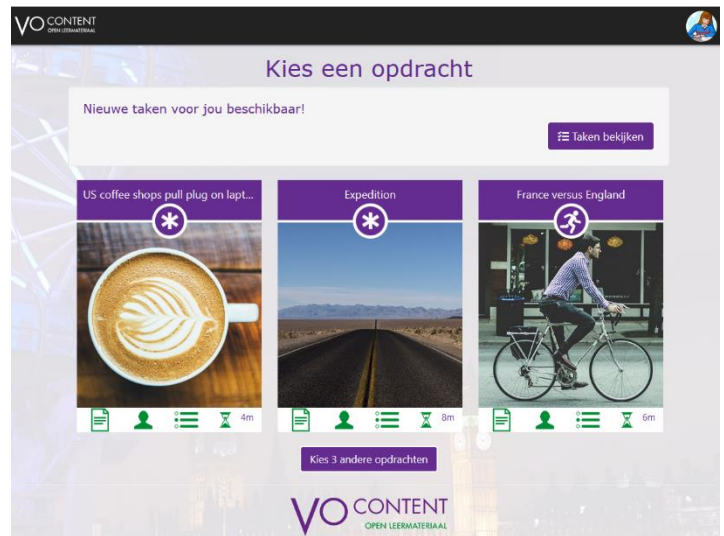 VO CONTENT
OPEN LEERMATERIAAL
Kies een opdracht
Nieuwe taken voor jou beschikbaar!
Taken bekijken
US coffee shops pull plug on lapt...
Expedition
France versus England
4m
8m
6m
Kies 3 andere opdrachten
VO CONTENT
OPEN LEERMATERIAAL